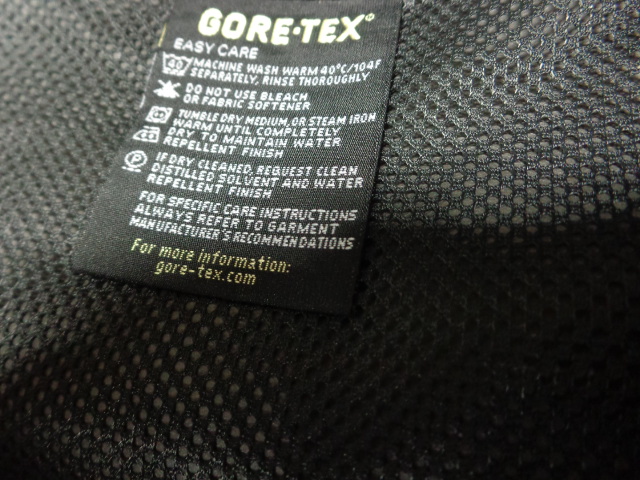 GORE-TEX®
EASY CARE
40 MACHINE WASH WARM 40°C/104F
SEPARATELY, RINSE THOROUGHLY
DO NOT USE BLEACH
OR FABRIC SOFTENER
TUMBLE DRY MEDIUM, OR STEAM IRON
WARM UNTIL COMPLETELY
DRY TO MAINTAIN WATER
REPELLENT FINISH
P IF DRY CLEANED, REQUEST CLEAN
DISTILLED SOLVENT AND WATER
REPELLENT FINISH
FOR SPECIFIC CARE INSTRUCTIONS
ALWAYS REFER TO GARMENT
MANUFACTURER'S RECOMMENDATIONS
For more information:
gore-tex.com